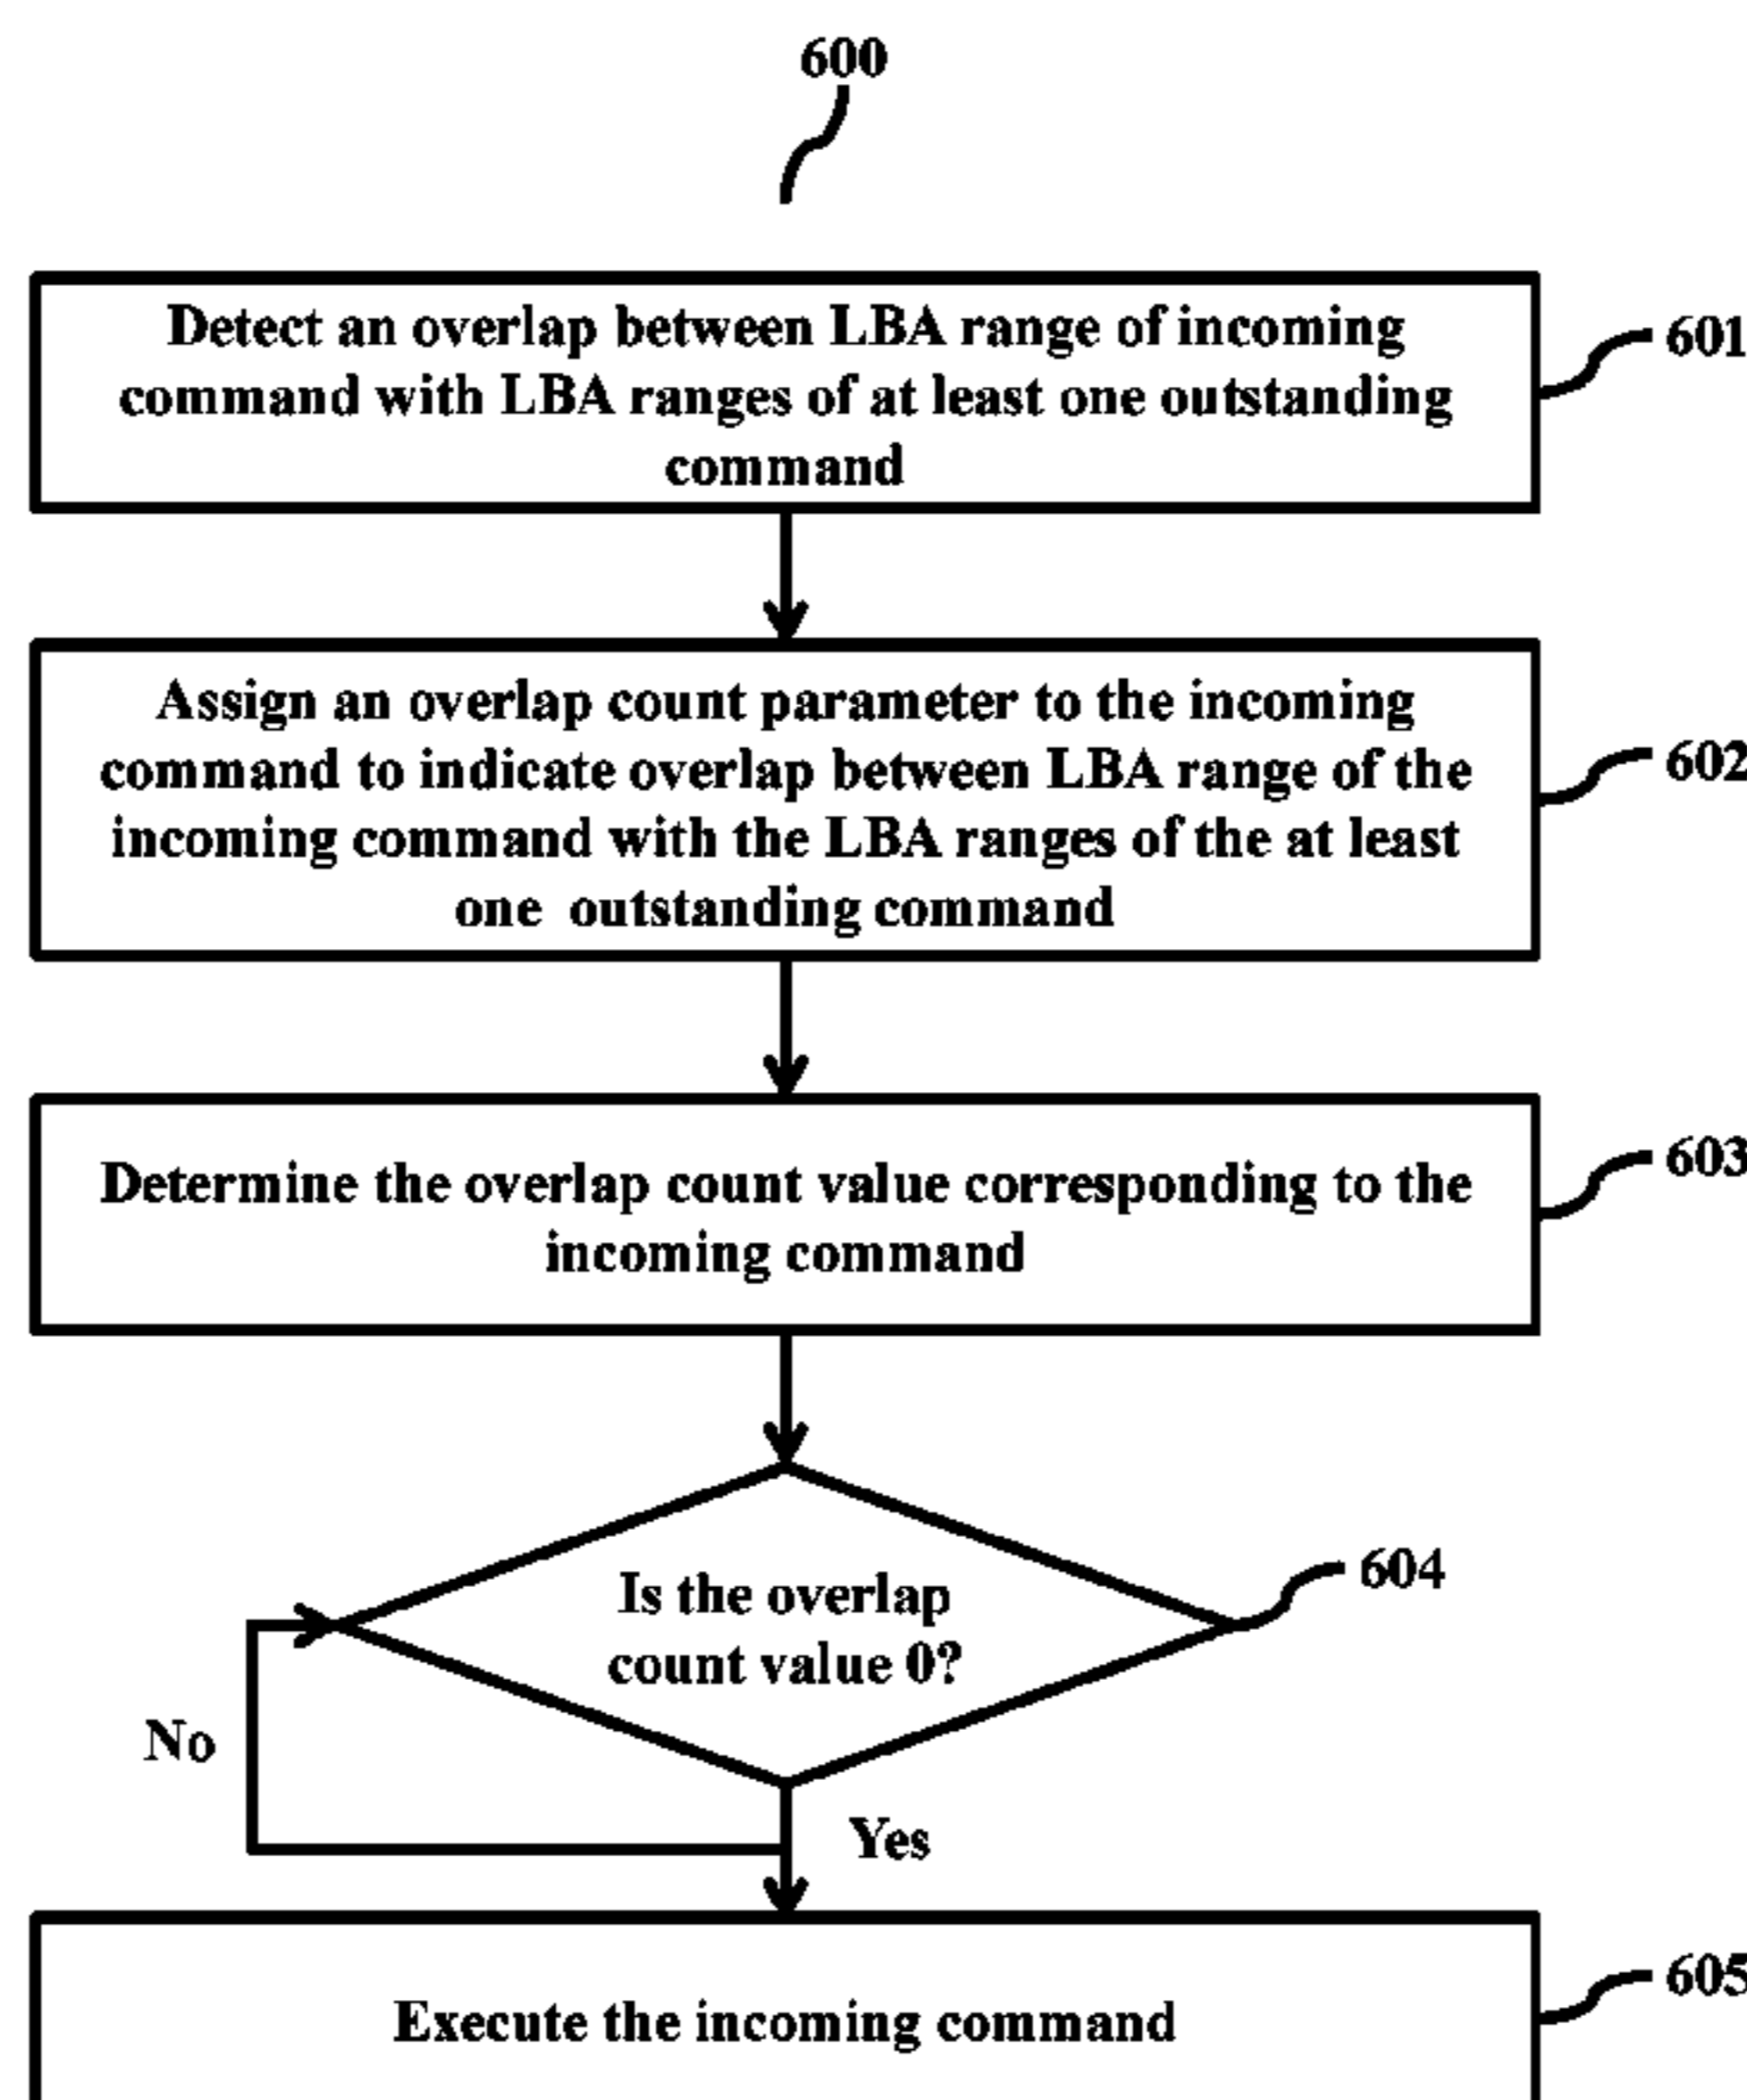 600
Detect an overlap between LBA range of incoming
command with LBA ranges of at least one outstanding
command
601
Assign an overlap count parameter to the incoming
command to indicate overlap between LBA range of the
incoming command with the LBA ranges of the at least
one outstanding command
602
Determine the overlap count value corresponding to the
incoming command
603
Is the overlap
count value 0?
604
No
Yes
Execute the incoming command
605